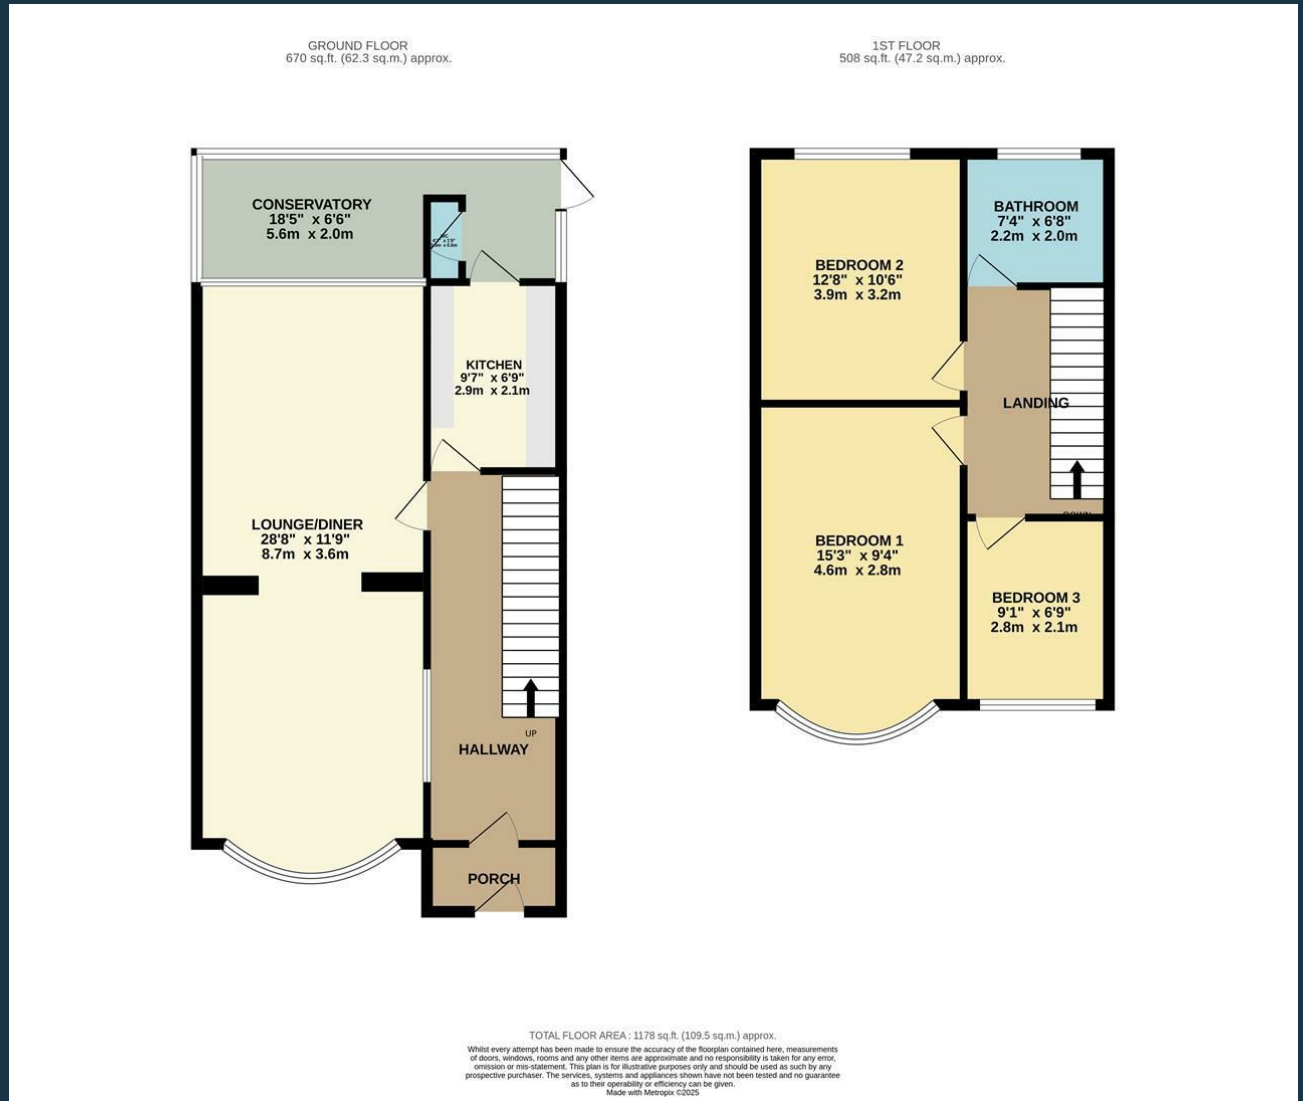 GROUND FLOOR
670 sq.ft. (62.3 sq.m.) approx.
1ST FLOOR
508 sq.ft. (47.2 sq.m.) approx.
CONSERVATORY
18'5" x 6'6"
5.6m x 2.0m
KITCHEN
9'7" x 6'9"
2.9m x 2.1m
LOUNGE/DINER
28'8" x 11'9"
8.7m x 3.6m
UP
HALLWAY
PORCH
BEDROOM 2
12'8" x 10'6"
3.9m x 3.2m
BATHROOM
7'4" x 6'8"
2.2m x 2.0m
LANDING
DOWN
BEDROOM 1
15'3" x 9'4"
4.6m x 2.8m
BEDROOM 3
9'1" x 6'9"
2.8m x 2.1m
TOTAL FLOOR AREA : 1178 sq.ft. (109.5 sq.m.) approx.
Whilst every attempt has been made to ensure the accuracy of the floorplan contained here, measurements
of doors, windows, rooms and any other items are approximate and no responsibility is taken for any error,
omission or mis-statement. This plan is for illustrative purposes only and should be used as such by any
prospective purchaser. The services, systems and appliances shown have not been tested and no guarantee
as to their operability or efficiency can be given.
Made with Metropix ©2025